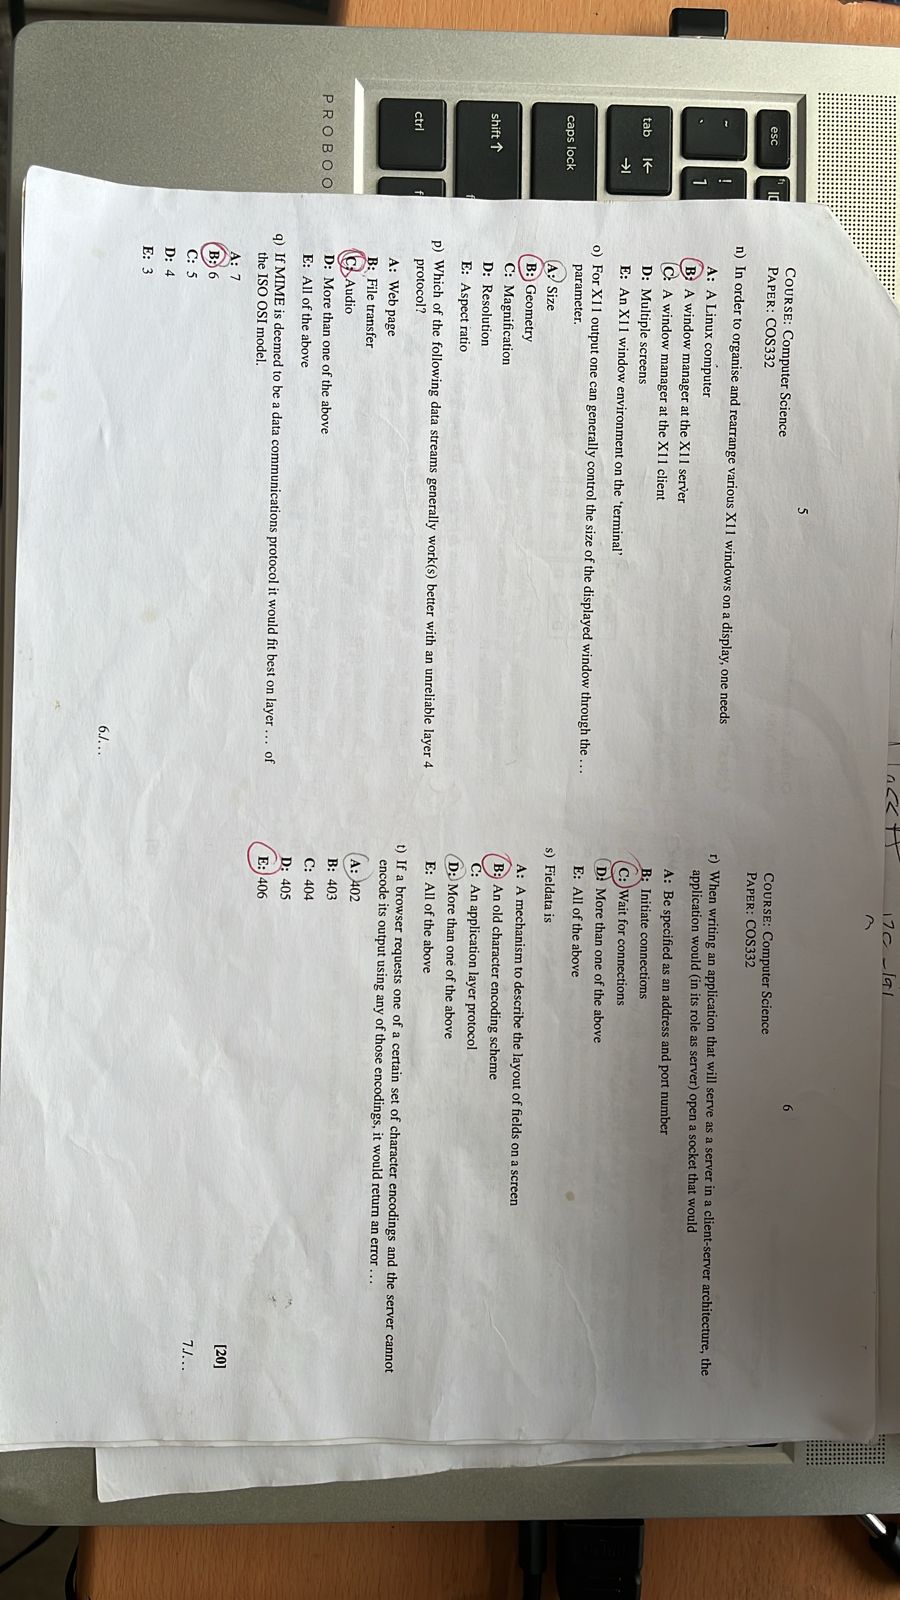 5
COURSE: Computer Science
PAPER: COS332
n) In order to organise and rearrange various X11 windows on a display, one needs
A: A Linux computer
B: A window manager at the X11 server
C: A window manager at the X11 client
D: Multiple screens
E: An X11 window environment on the ‘terminal’
o) For X11 output one can generally control the size of the displayed window through the ...
parameter.
A: Size
B: Geometry
C: Magnification
D: Resolution
E: Aspect ratio
p) Which of the following data streams generally work(s) better with an unreliable layer 4
protocol?
A: Web page
B: File transfer
C: Audio
D: More than one of the above
E: All of the above
q) If MIME is deemed to be a data communications protocol it would fit best on layer ... of
the ISO OSI model.
A: 7
B: 6
C: 5
D: 4
E: 3
6./...
6
COURSE: Computer Science
PAPER: COS332
r) When writing an application that will serve as a server in a client-server architecture, the
application would (in its role as server) open a socket that would
A: Be specified as an address and port number
B: Initiate connections
C: Wait for connections
D: More than one of the above
E: All of the above
s) Fieldata is
A: A mechanism to describe the layout of fields on a screen
B: An old character encoding scheme
C: An application layer protocol
D: More than one of the above
E: All of the above
t) If a browser requests one of a certain set of character encodings and the server cannot
encode its output using any of those encodings, it would return an error ...
A: 402
B: 403
C: 404
D: 405
E: 406
[20]
7./...
esc
f1
~
`
!
1
tab
caps lock
shift
ctrl
f
PROBOO